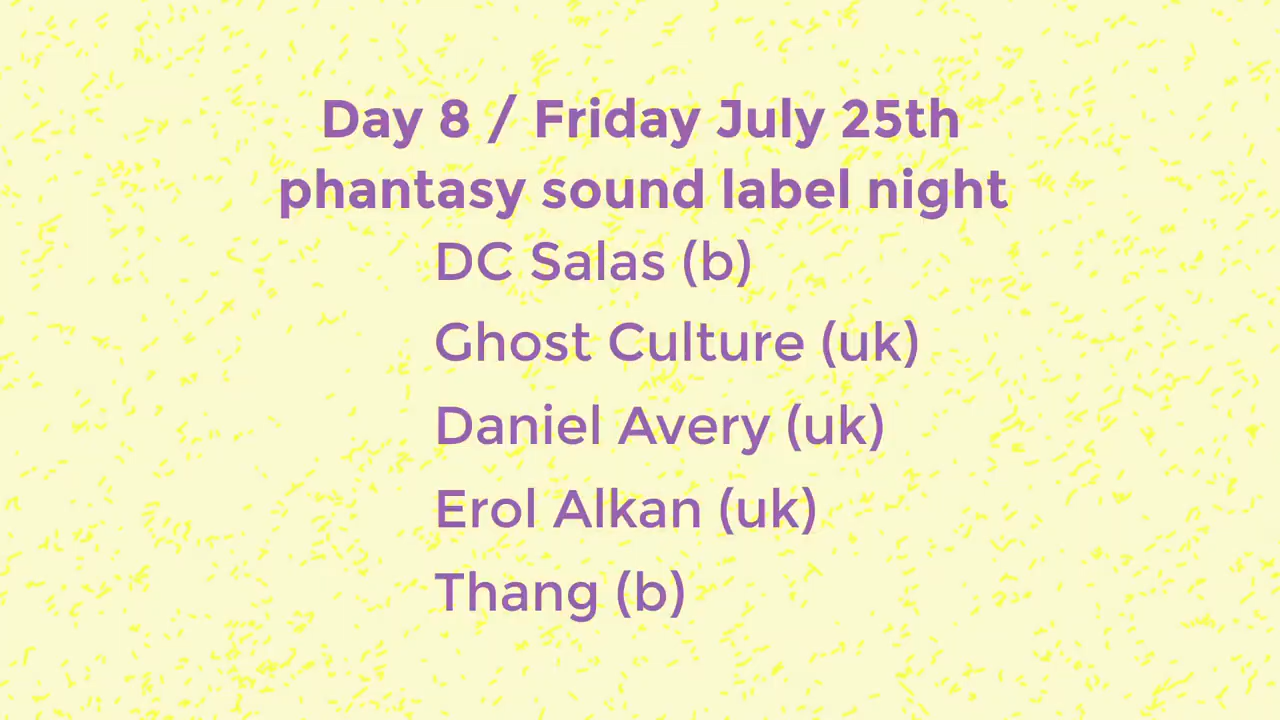 Day 8 / Friday July 25th
phantasy sound label night
DC Salas (b)
Ghost Culture (uk)
Daniel Avery (uk)
Erol Alkan (uk)
Thang (b)